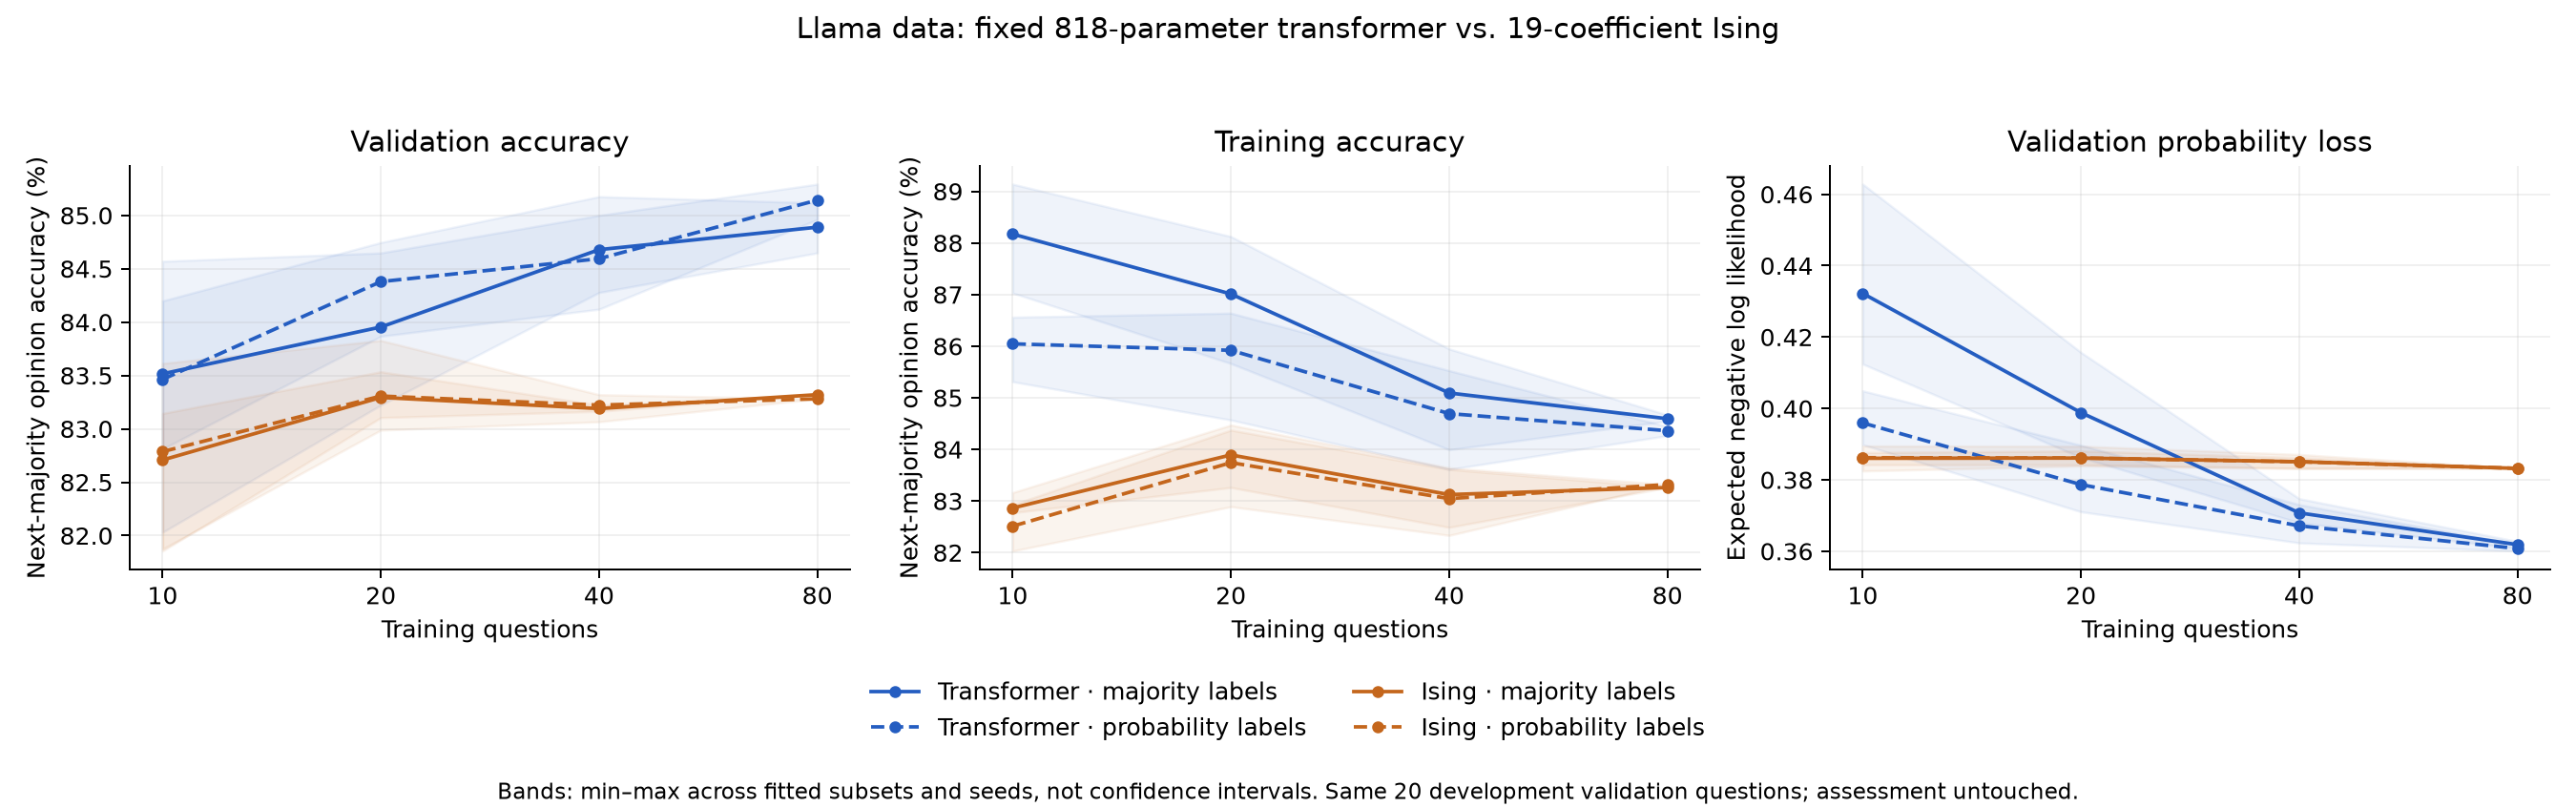 Llama data: fixed 818-parameter transformer vs. 19-coefficient Ising
Validation accuracy
Next-majority opinion accuracy (%)
85.0
84.5
84.0
83.5
83.0
82.5
82.0
10 20 40 80
Training questions
Training accuracy
Next-majority opinion accuracy (%)
89
88
87
86
85
84
83
82
10 20 40 80
Training questions
Validation probability loss
Expected negative log likelihood
0.46
0.44
0.42
0.40
0.38
0.36
10 20 40 80
Training questions
Transformer · majority labels
Transformer · probability labels
Ising · majority labels
Ising · probability labels
Bands: min–max across fitted subsets and seeds, not confidence intervals. Same 20 development validation questions; assessment untouched.